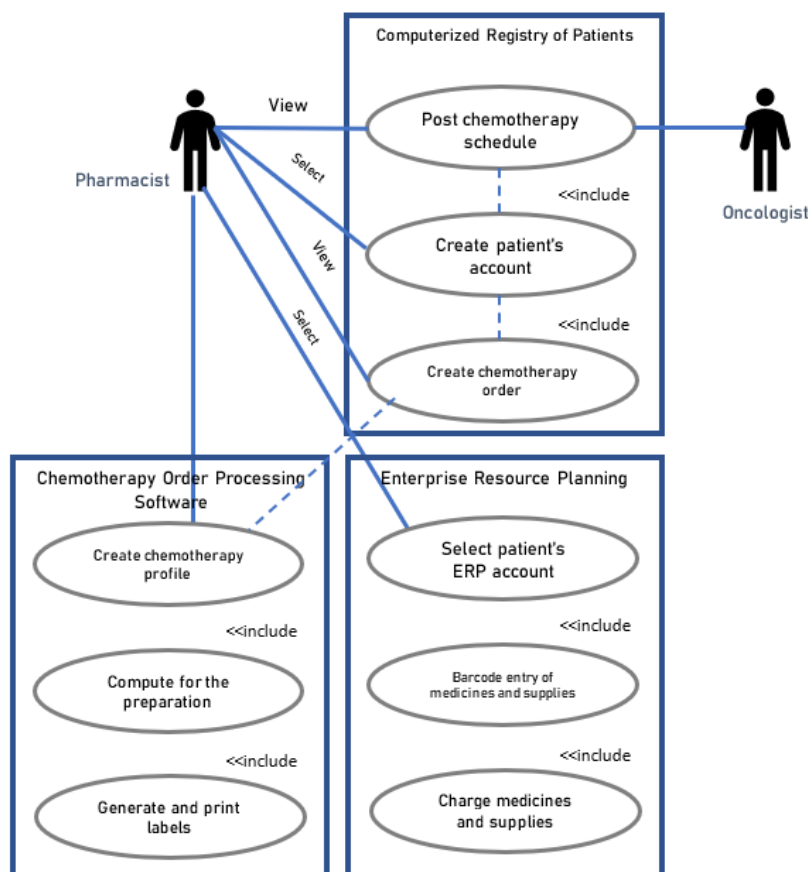 Computerized Registry of Patients
View
Post chemotherapy
schedule
Pharmacist
Select
<<include
Oncologist
Create patient's
account
View
Select
<<include
Create chemotherapy
order
Chemotherapy Order Processing
Software
Enterprise Resource Planning
Create chemotherapy
profile
Select patient's
ERP account
<<include
<<include
Compute for the
preparation
Barcode entry of
medicines and supplies
<<include
<<include
Generate and print
labels
Charge medicines
and supplies